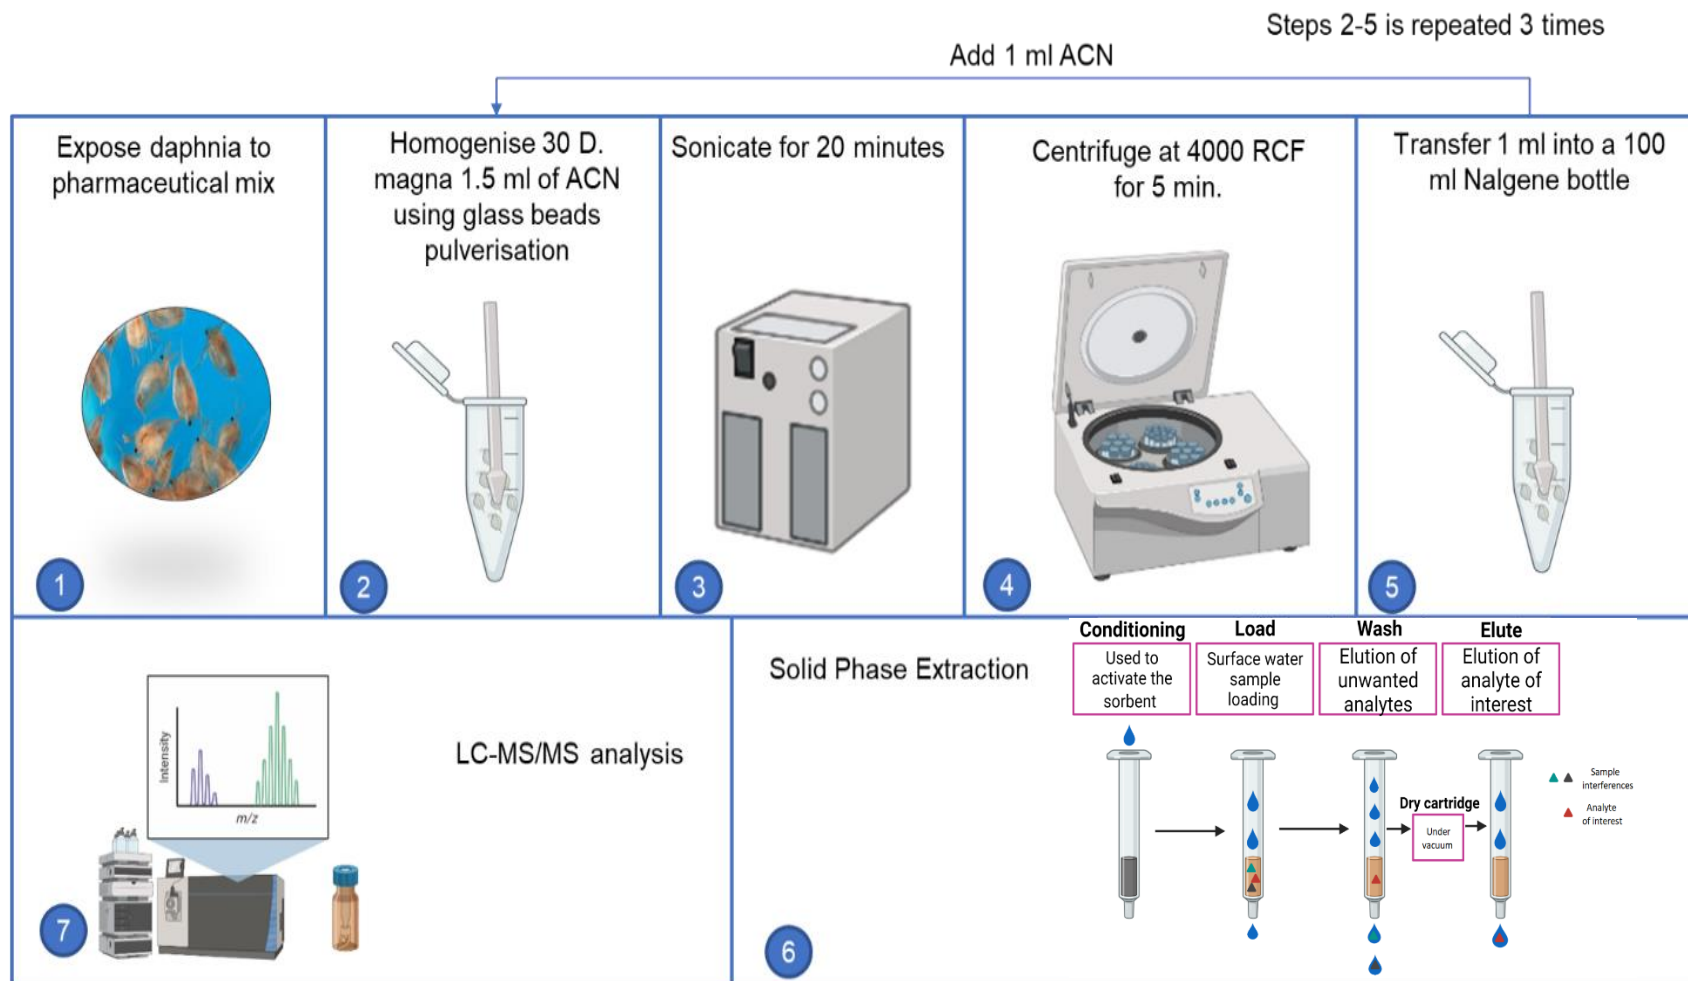 Steps 2-5 is repeated 3 times
Add 1 ml ACN
Expose daphnia to
pharmaceutical mix
1
Homogenise 30 D.
magna 1.5 ml of ACN
using glass beads
pulverisation
2
Sonicate for 20 minutes
3
Centrifuge at 4000 RCF
for 5 min.
4
Transfer 1 ml into a 100
ml Nalgene bottle
5
Intensity
m/z
LC-MS/MS analysis
7
Solid Phase Extraction
6
Conditioning
Used to
activate the
sorbent
Load
Surface water
sample
loading
Wash
Elution of
unwanted
analytes
Elute
Elution of
analyte of
interest
Dry cartridge
Under
vacuum
Sample
interferences
Analyte
of interest